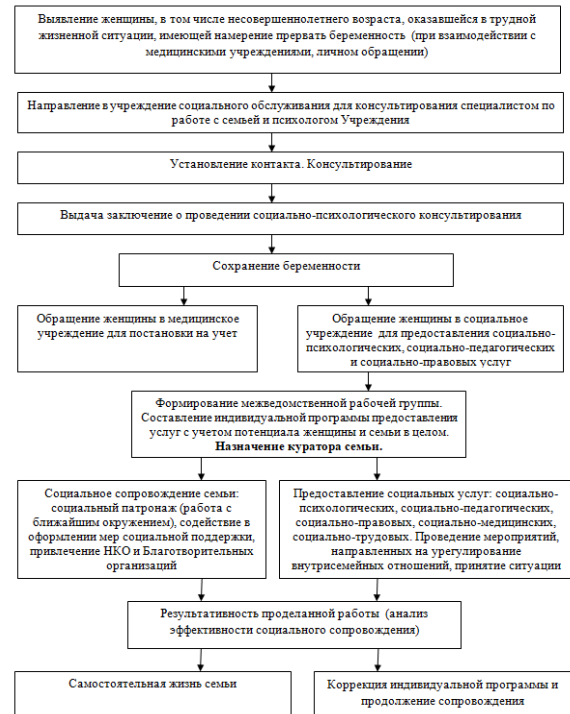 Выявление женщины, в том числе несовершеннолетнего возраста, оказавшейся в трудной
жизненной ситуации, имеющей намерение прервать беременность (при взаимодействии с
медицинскими учреждениями, личном обращении)
Направление в учреждение социального обслуживания для консультирования специалистом по
работе с семьей и психологом Учреждения
Установление контакта. Консультирование
Выдача заключение о проведении социально-психологического консультирования
Сохранение беременности
Обращение женщины в медицинское
учреждение для постановки на учет
Обращение женщины в социальное
учреждение для предоставления социально-
психологических, социально-педагогических
и социально-правовых услуг
Формирование межведомственной рабочей группы.
Составление индивидуальной программы предоставления
услуг с учетом потенциала женщины и семьи в целом.
Назначение куратора семьи.
Социальное сопровождение семьи:
социальный патронаж (работа с
ближайшим окружением), содействие в
оформлении мер социальной поддержки,
привлечение НКО и Благотворительных
организаций
Предоставление социальных услуг: социально-
психологических, социально-педагогических,
социально-правовых, социально-медицинских,
социально-трудовых. Проведение мероприятий,
направленных на урегулирование
внутрисемейных отношений, принятие ситуации
Результативность проделанной работы (анализ
эффективности социального сопровождения)
Самостоятельная жизнь семьи
Коррекция индивидуальной программы и
продолжение сопровождения